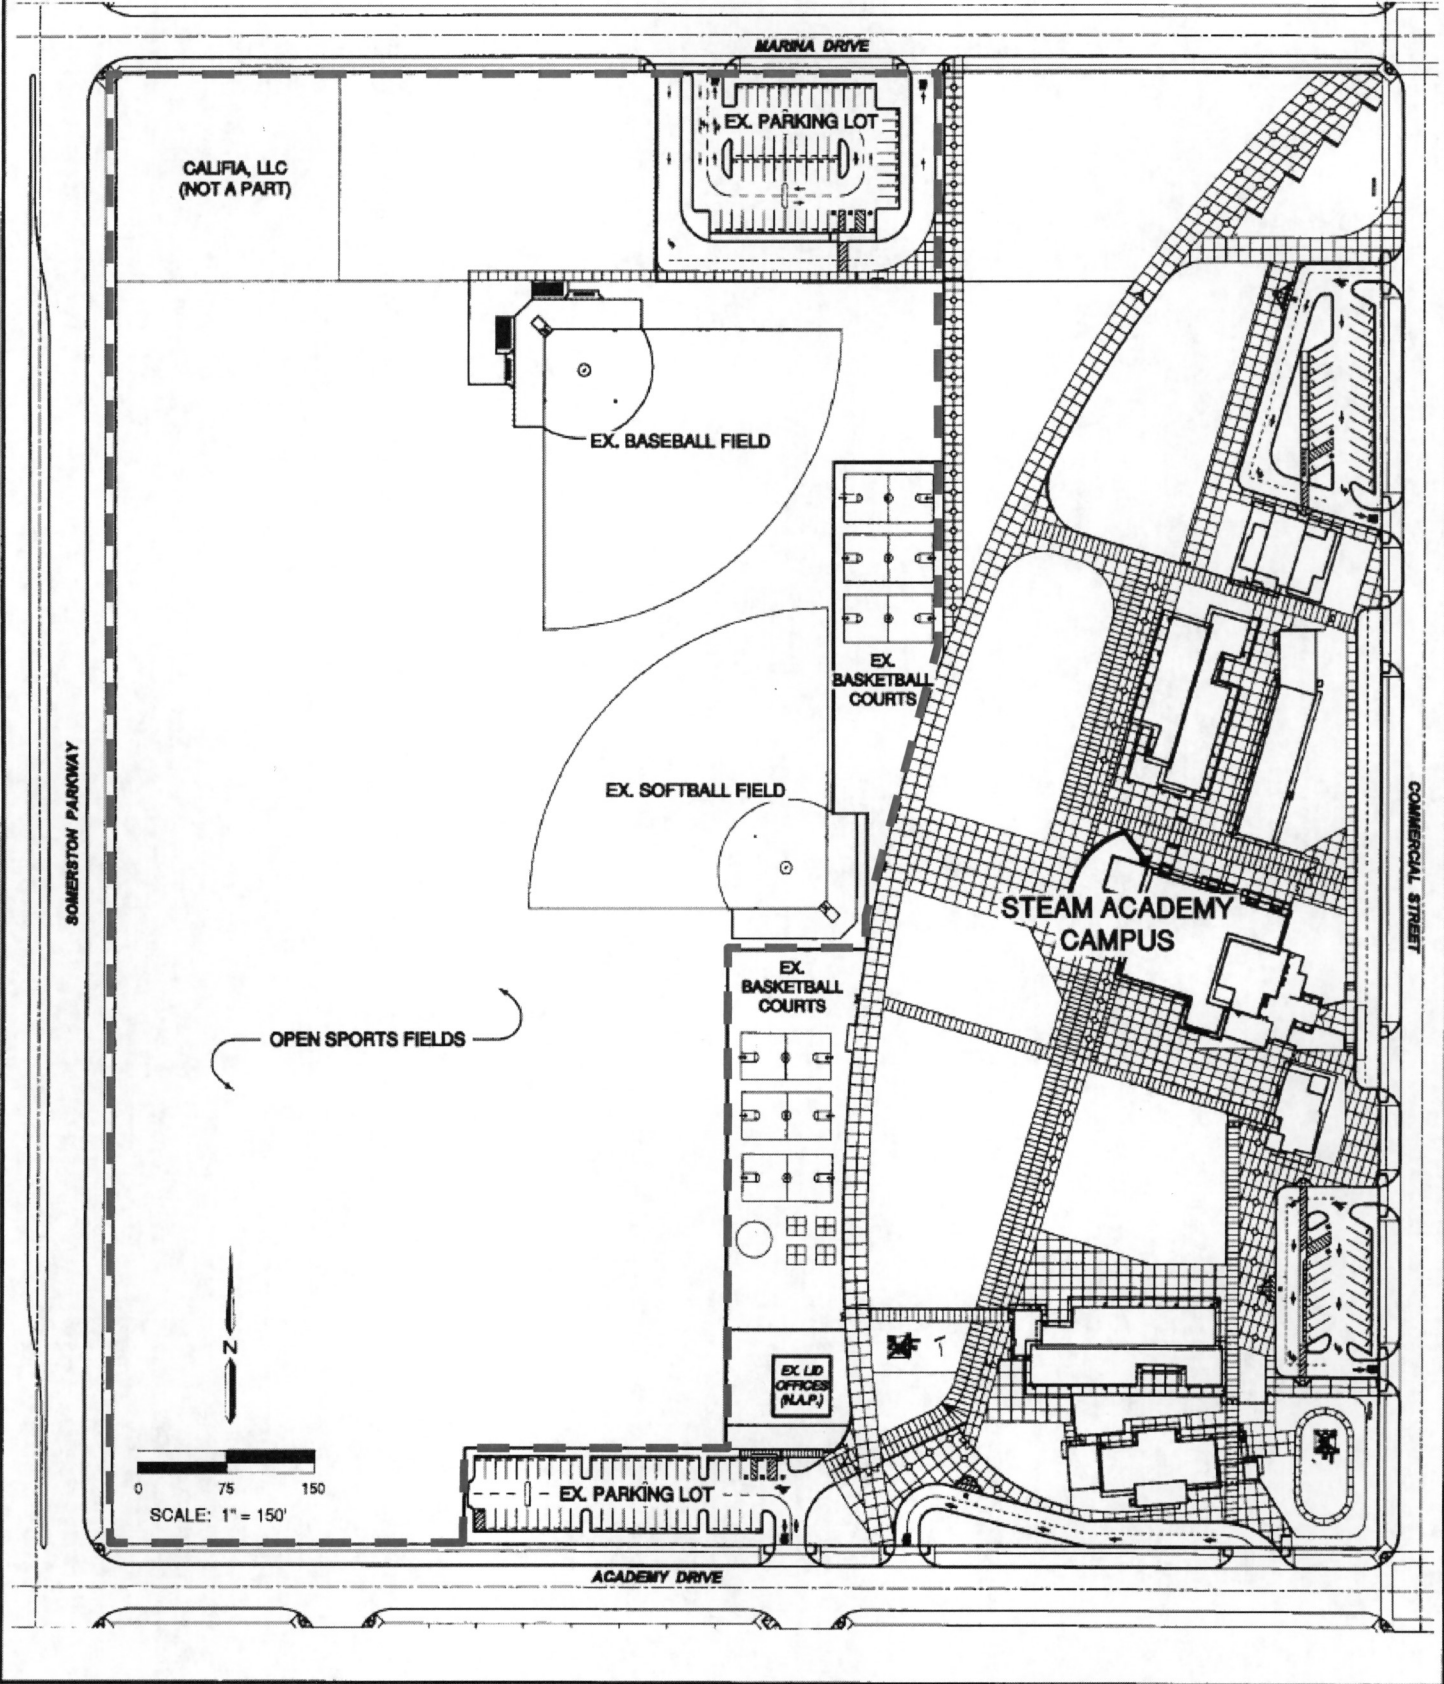 MARINA DRIVE
EX. PARKING LOT
CALIFIA, LLC
(NOT A PART)
EX. BASEBALL FIELD
EX.
BASKETBALL
COURTS
EX. SOFTBALL FIELD
SOMERSTON PARKWAY
COMMERCIAL STREET
STEAM ACADEMY
CAMPUS
EX.
BASKETBALL
COURTS
OPEN SPORTS FIELDS
N
EX. LID
OFFICES
(N.A.P.)
0 75 150
SCALE: 1" = 150'
EX. PARKING LOT
ACADEMY DRIVE